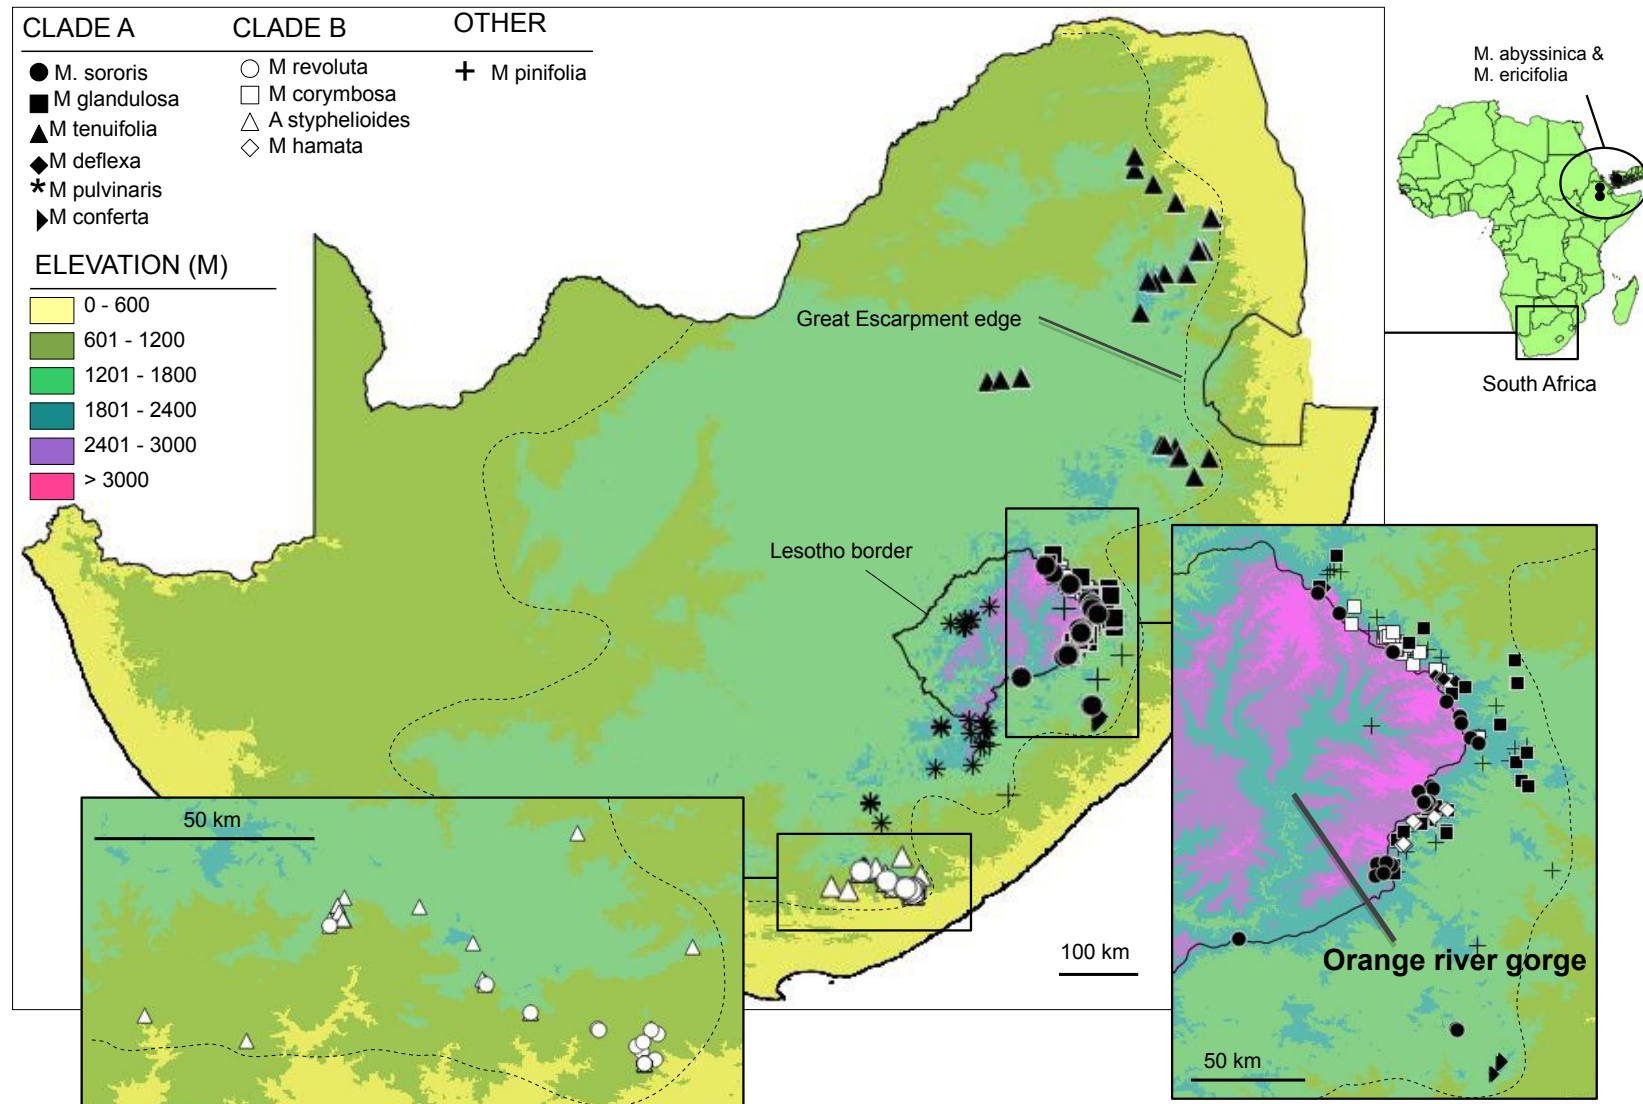 CLADE A
M. sororis
M glandulosa
M tenuifolia
M deflexa
M pulvinaris
M conferta
CLADE B
M revoluta
M corymbosa
A styphelioides
M hamata
OTHER
M pinifolia
ELEVATION (M)
0 - 600
601 - 1200
1201 - 1800
1801 - 2400
2401 - 3000
> 3000
M. abyssinica &
M. ericifolia
South Africa
Great Escarpment edge
Lesotho border
100 km
50 km
Orange river gorge
50 km